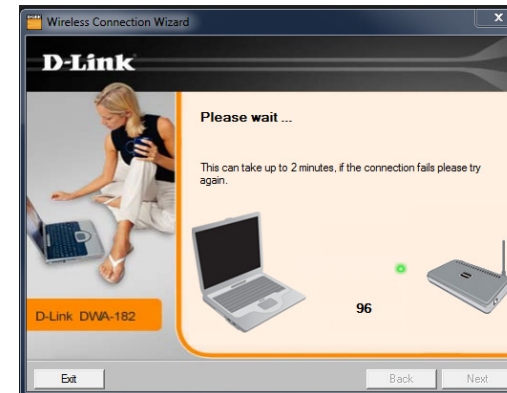 Wireless Connection Wizard
D-Link
Please wait ...
This can take up to 2 minutes, if the connection fails please try
again.
96
D-Link DWA-182
Exit
Back
Next